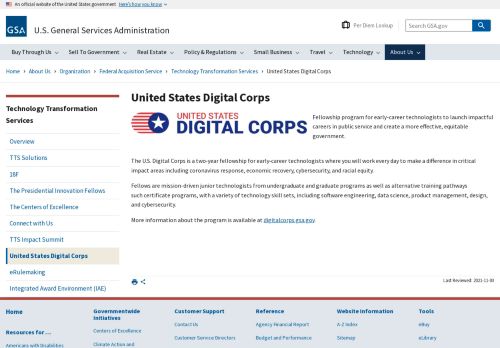 An official website of the United States government Here's how you know
GSA
U.S. General Services Administration
Per Diem Lookup
Search GSA.gov
Buy Through Us
Sell To Government
Real Estate
Policy & Regulations
Small Business
Travel
Technology
About Us
Home › About Us › Organization › Federal Acquisition Service › Technology Transformation Services › United States Digital Corps
Technology Transformation
Services
Overview
TTS Solutions
18F
The Presidential Innovation Fellows
The Centers of Excellence
Connect with Us
TTS Impact Summit
United States Digital Corps
eRulemaking
Integrated Award Environment (IAE)
United States Digital Corps
UNITED STATES
DIGITAL CORPS
Fellowship program for early-career technologists to launch impactful
careers in public service and create a more effective, equitable
government.
The U.S. Digital Corps is a two-year fellowship for early-career technologists where you will work every day to make a difference in critical
impact areas including coronavirus response, economic recovery, cybersecurity, and racial equity.
Fellows are mission-driven junior technologists from undergraduate and graduate programs as well as alternative training pathways
such certificate programs, with a variety of technology skill sets, including software engineering, data science, product management, design,
and cybersecurity.
More information about the program is available at digitalcorps.gsa.gov.
Last Reviewed: 2021-11-03
Home
Resources for …
Americans with Disabilities
Governmentwide
Initiatives
Climate Action and
Customer Support
Contact Us
Customer Service Directors
Reference
Agency Financial Report
Budget and Performance
Website Information
A-Z Index
Sitemap
Tools
eBuy
eLibrary